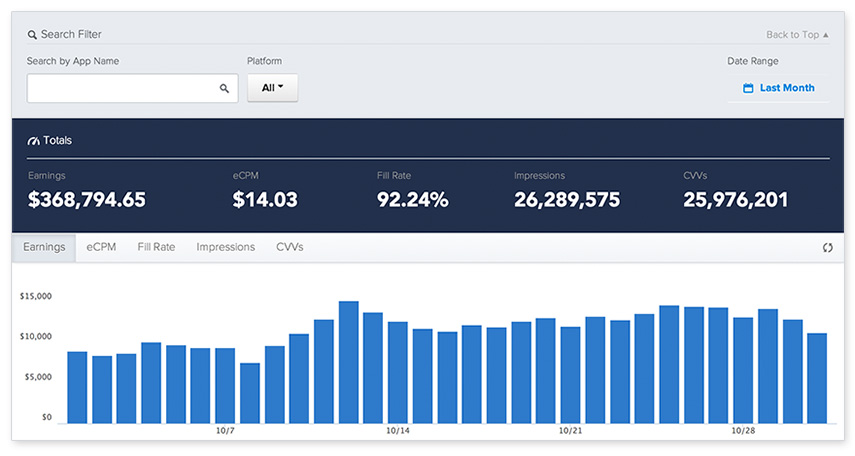 Search Filter
Back to Top ▲
Search by App Name
Platform
Date Range
All
Last Month
Totals
Earnings
eCPM
Fill Rate
Impressions
CVVs
$368,794.65
$14.03
92.24%
26,289,575
25,976,201
Earnings
eCPM
Fill Rate
Impressions
CVVs
$15,000
$10,000
$5,000
$0
10/7
10/14
10/21
10/28